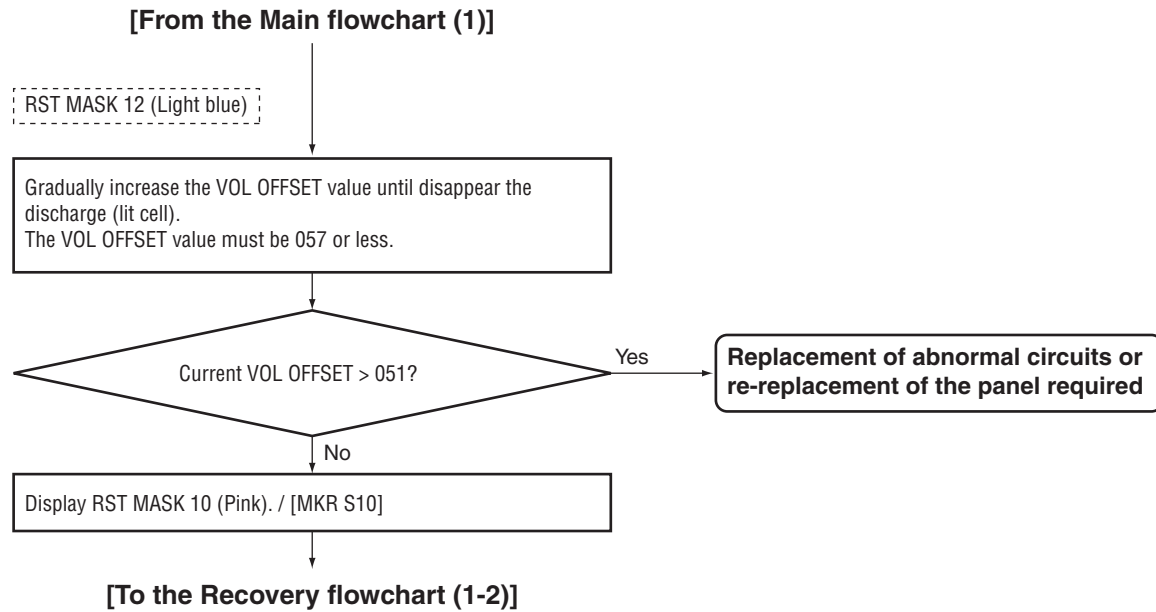 [From the Main flowchart (1)]
RST MASK 12 (Light blue)
Gradually increase the VOL OFFSET value until disappear the
discharge (lit cell).
The VOL OFFSET value must be 057 or less.
Current VOL OFFSET > 051?
Yes
Replacement of abnormal circuits or
re-replacement of the panel required
No
Display RST MASK 10 (Pink). / [MKR S10]
[To the Recovery flowchart (1-2)]